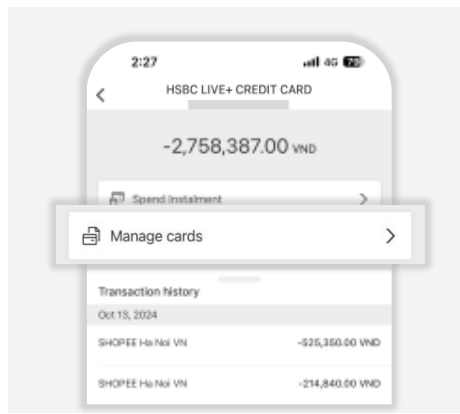 2:27 4G 76
HSBC LIVE+ CREDIT CARD
-2,758,387.00 VND
Spend Instalment
Manage cards
Transaction history
Oct 13, 2024
SHOPEE Ha Noi VN -525,350.00 VND
SHOPEE Ha Noi VN -214,840.00 VND